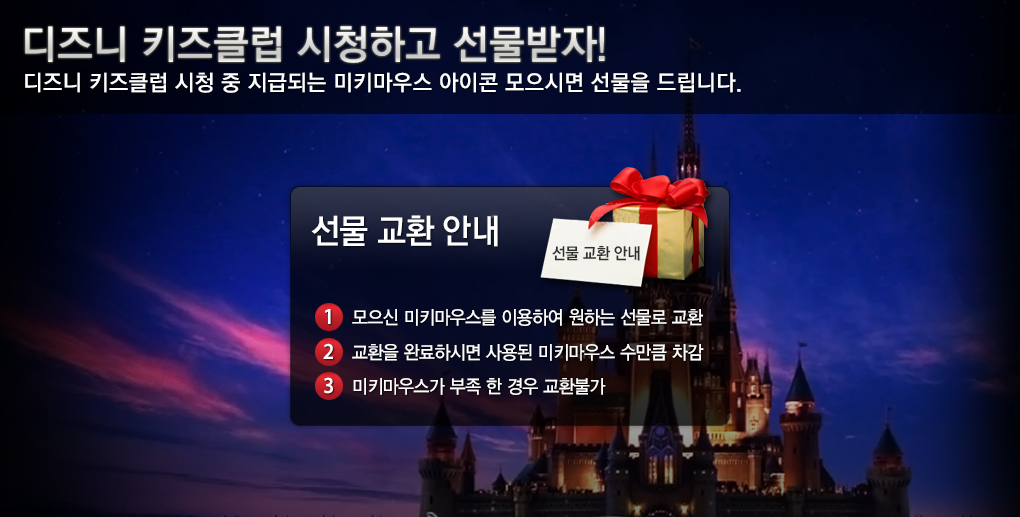 디즈니 키즈클럽 시청하고 선물받자!
디즈니 키즈클럽 시청 중 지급되는 미키마우스 아이콘 모으시면 선물을 드립니다.
선물 교환 안내
선물 교환 안내
1 모으신 미키마우스를 이용하여 원하는 선물로 교환
2 교환을 완료하시면 사용된 미키마우스 수만큼 차감
3 미키마우스가 부족 한 경우 교환불가